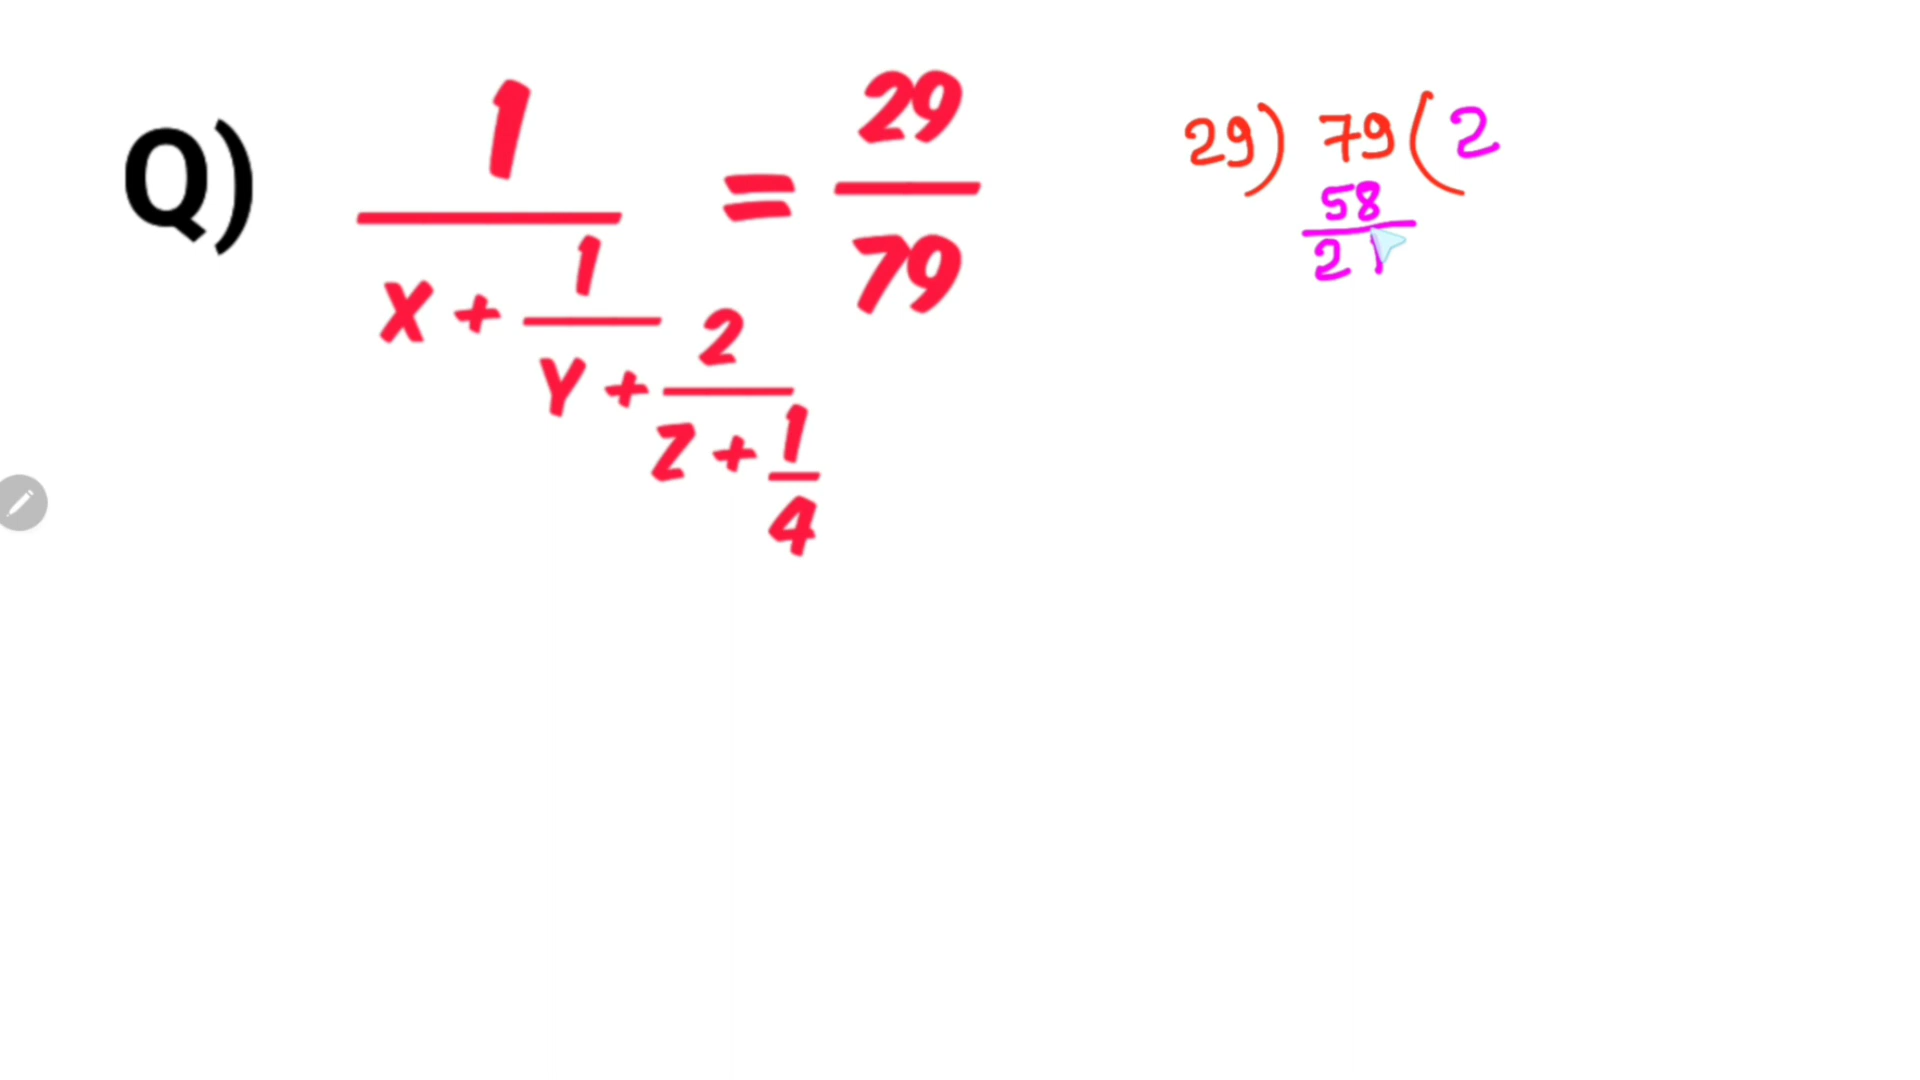 Q) 1 / (X + 1 / (Y + 2 / (Z + 1/4))) = 29/79
29) 79 (2
58
21